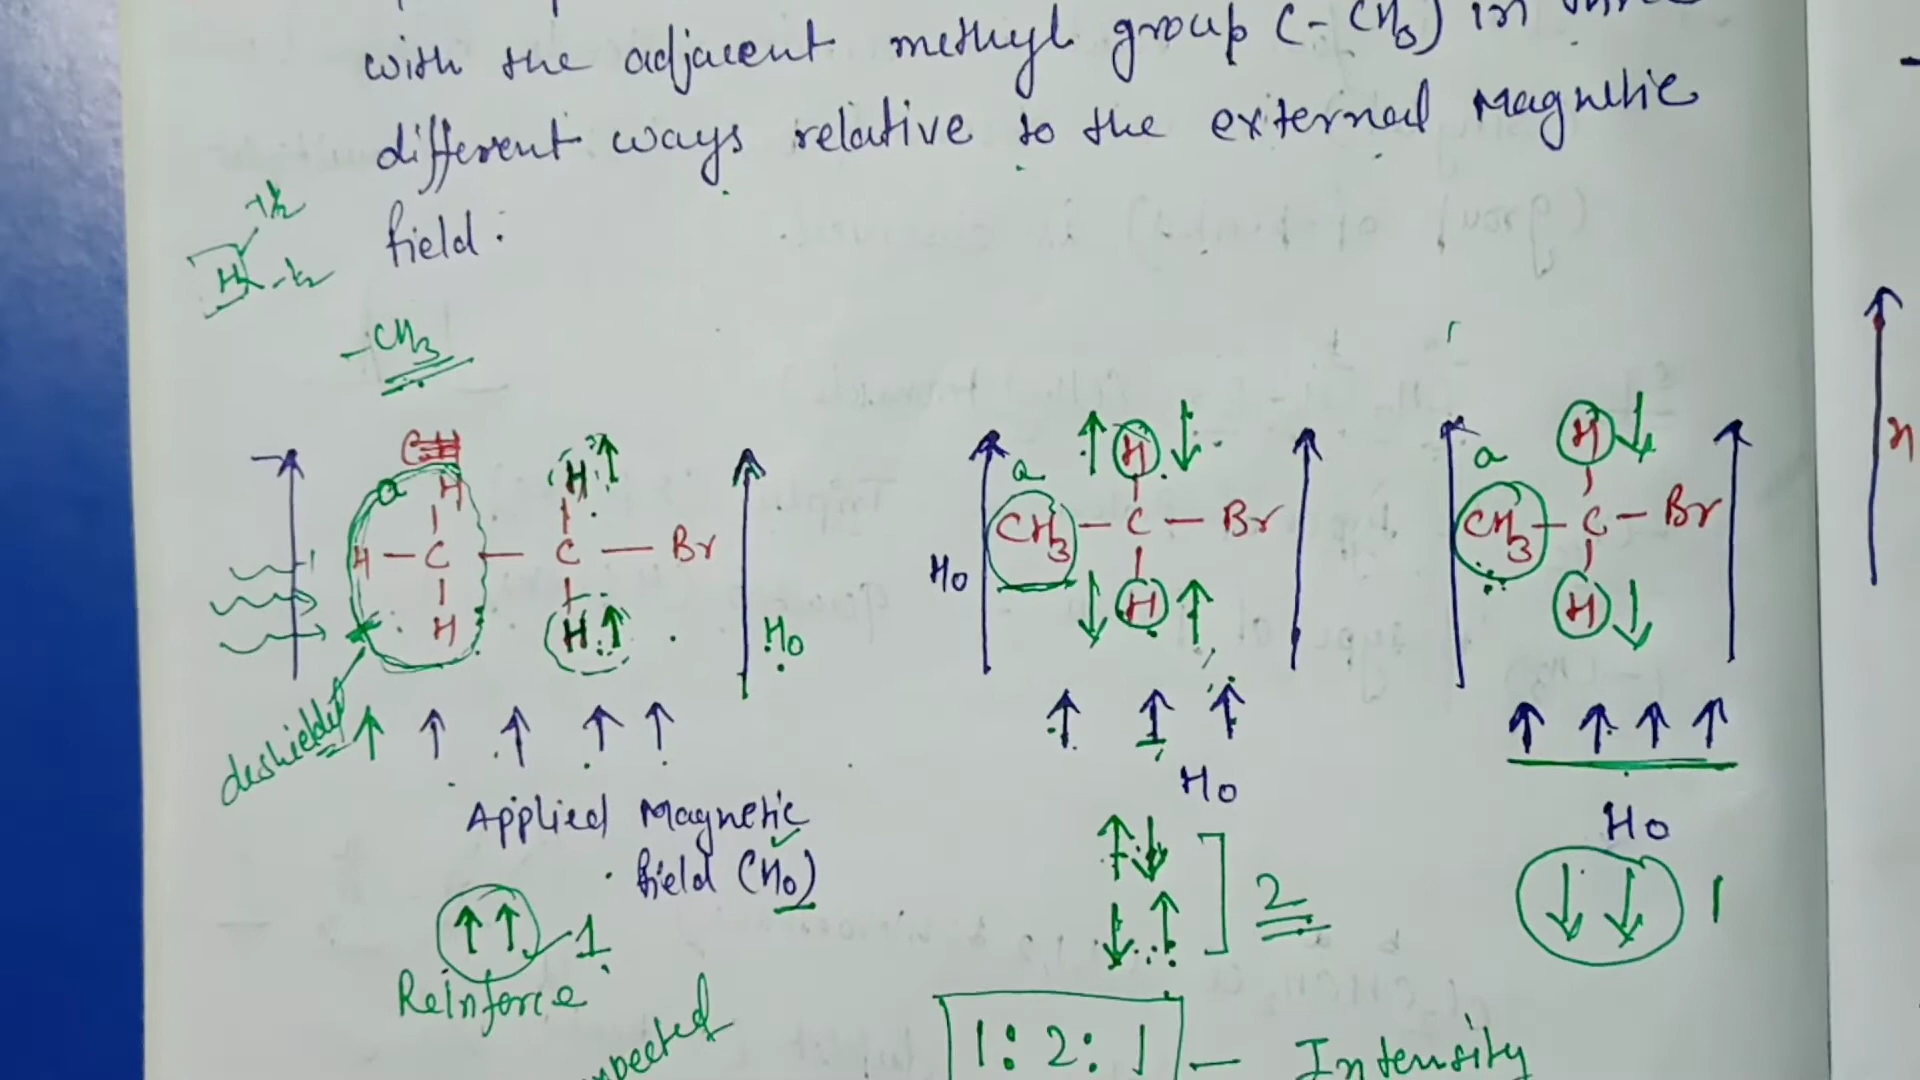 with the adjacent methyl group (-CH3) in
different ways relative to the external Magnetic
field:
-CH3
a
H
H - C - C - Br
H
H
H
H
H0
deshielded
Applied Magnetic
field (H0)
↑↑ 1
Reinforce
↑ H ↓
a
CH3 - C - Br
↓ H ↑
H0
H0
↑↓
↓↑ ] 2
H ↓
a
CH3 - C - Br
H ↓
H0
↓↓ 1
1:2:1 - Intensity